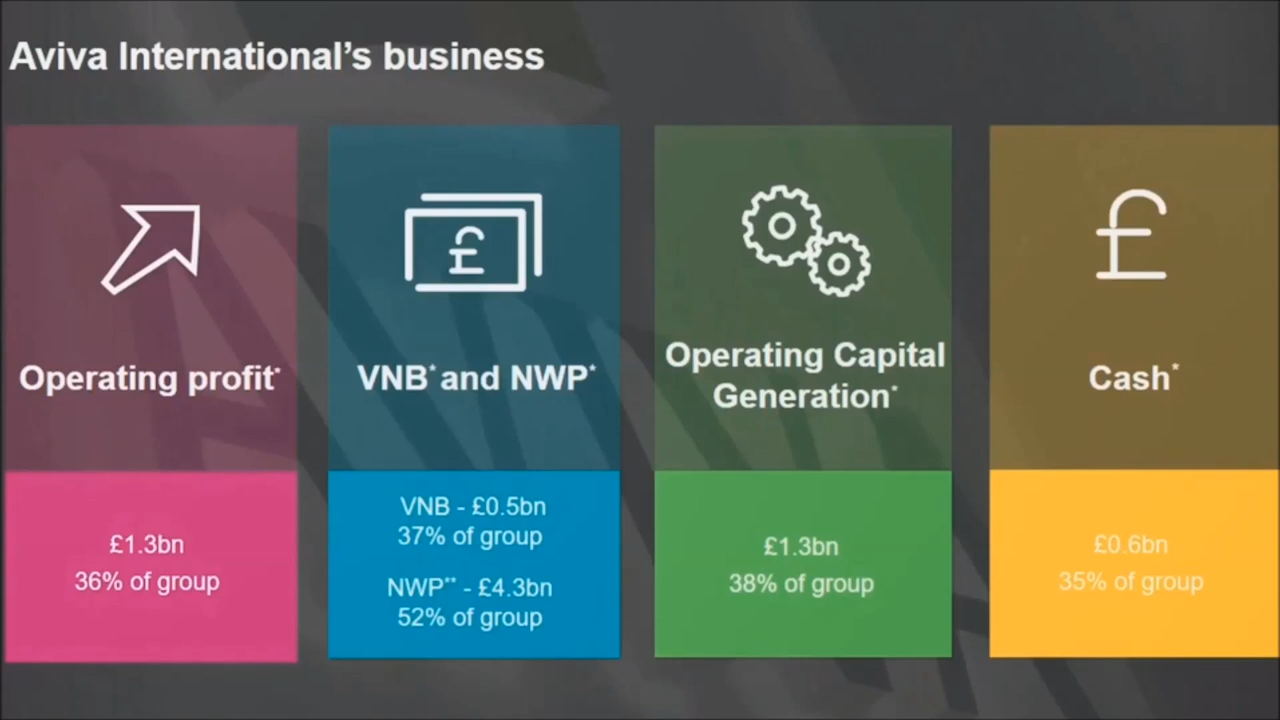 Aviva International's business
Operating profit*
£1.3bn
36% of group
£
VNB* and NWP*
VNB - £0.5bn
37% of group
NWP** - £4.3bn
52% of group
Operating Capital
Generation*
£1.3bn
38% of group
£
Cash*
£0.6bn
35% of group